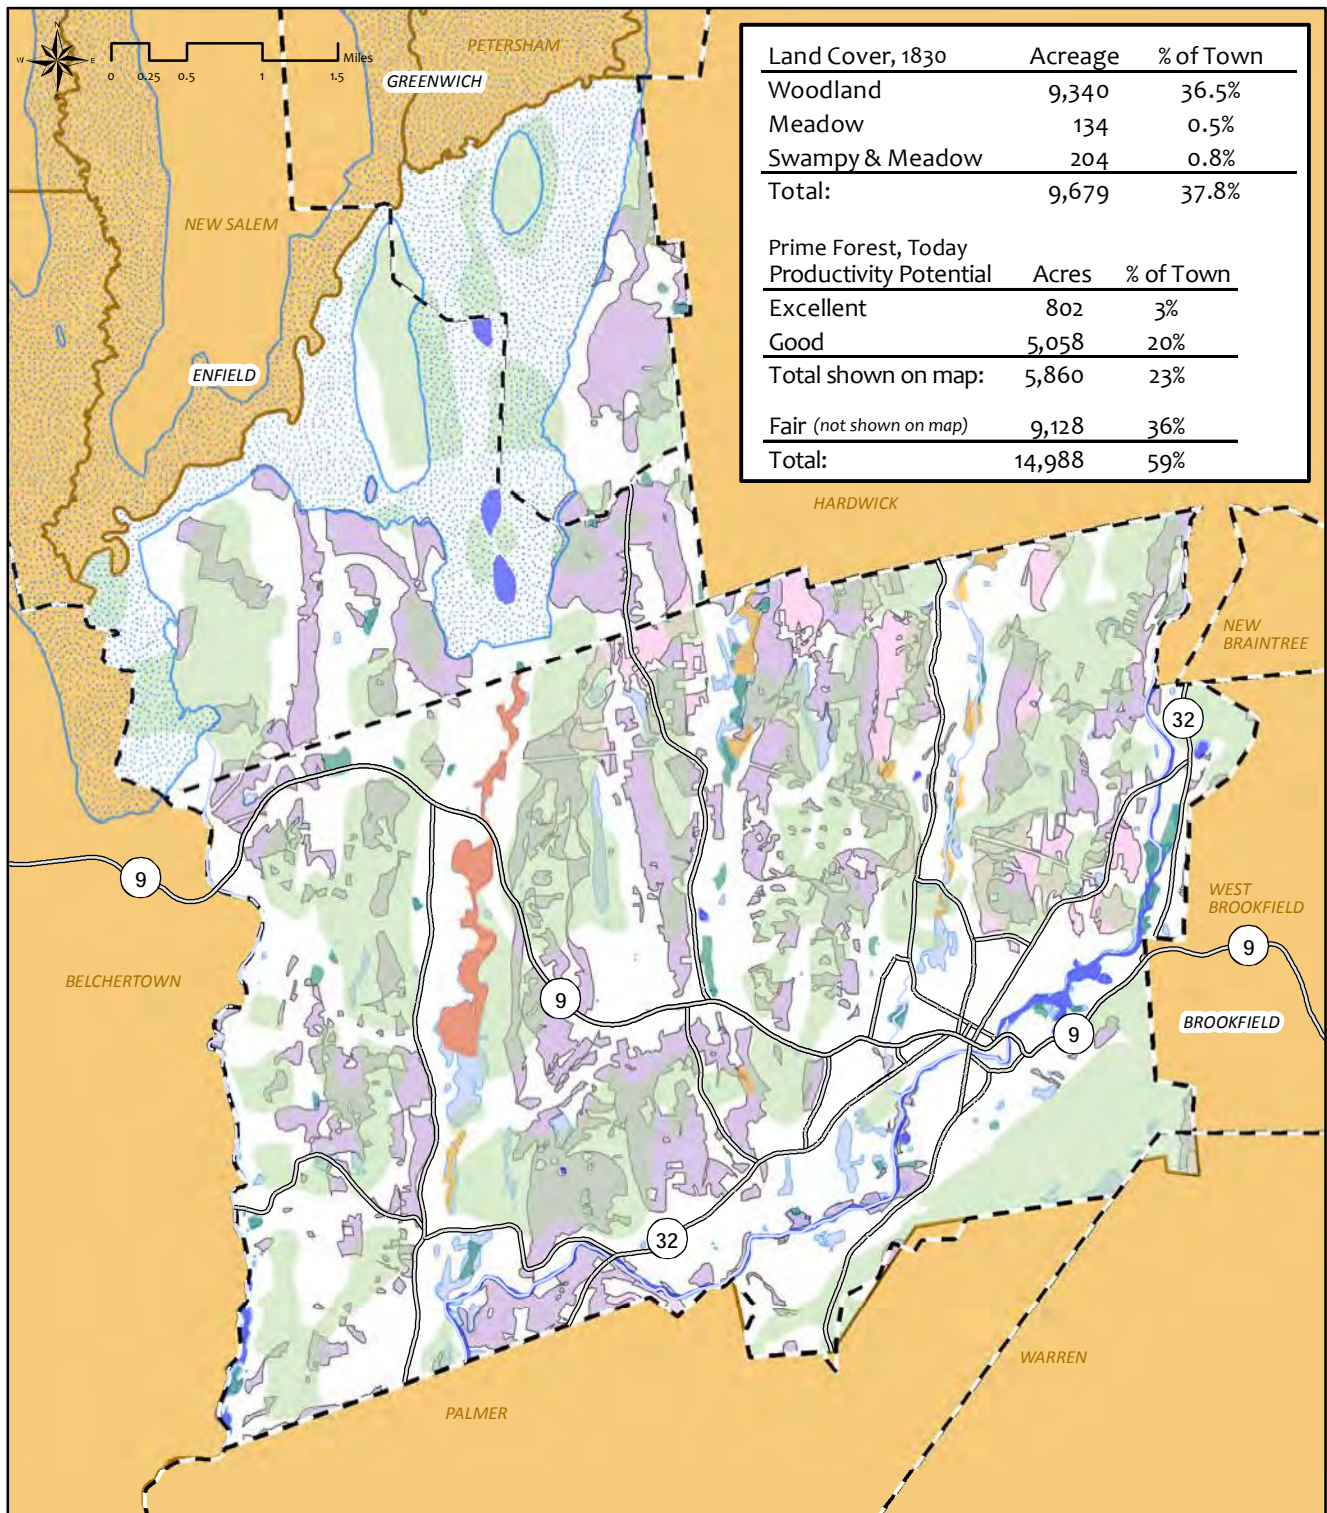 N
W
E
S
0 0.25 0.5 1 1.5 Miles
PETERSHAM
GREENWICH
Land Cover, 1830 Acreage % of Town
Woodland 9,340 36.5%
Meadow 134 0.5%
Swampy & Meadow 204 0.8%
Total: 9,679 37.8%
Prime Forest, Today
Productivity Potential Acres % of Town
Excellent 802 3%
Good 5,058 20%
Total shown on map: 5,860 23%
Fair (not shown on map) 9,128 36%
Total: 14,988 59%
NEW SALEM
ENFIELD
HARDWICK
NEW
BRAINTREE
32
9
WEST
BROOKFIELD
9
BELCHERTOWN
9
9
BROOKFIELD
32
WARREN
PALMER